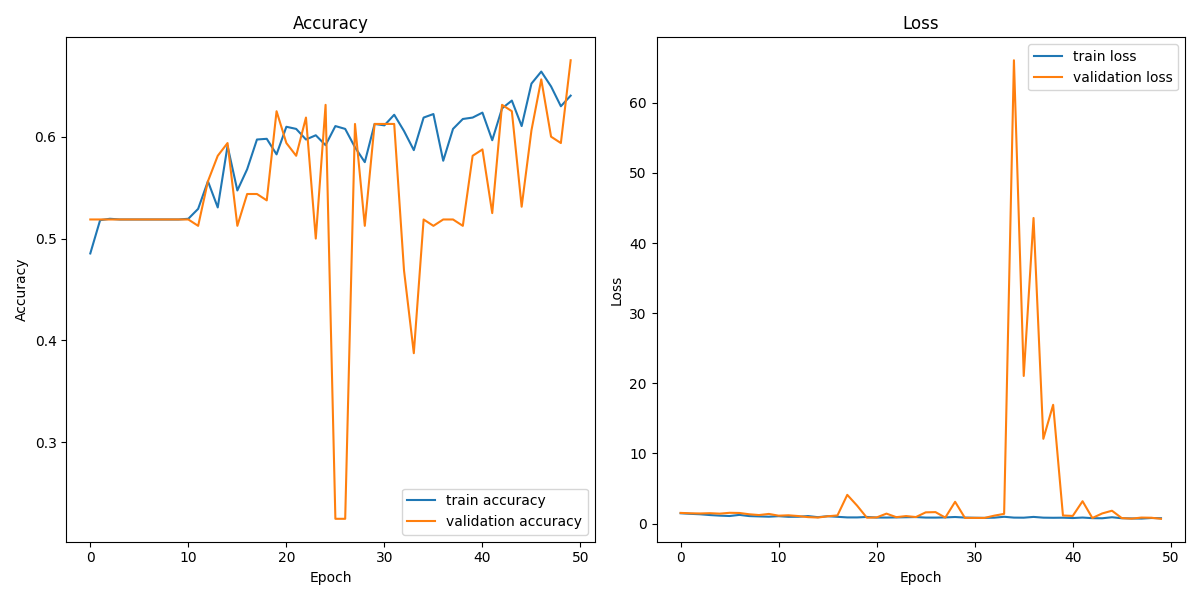 Accuracy
Accuracy
0.6
0.5
0.4
0.3
train accuracy
validation accuracy
0 10 20 30 40 50
Epoch
Loss
Loss
60
50
40
30
20
10
0
train loss
validation loss
0 10 20 30 40 50
Epoch